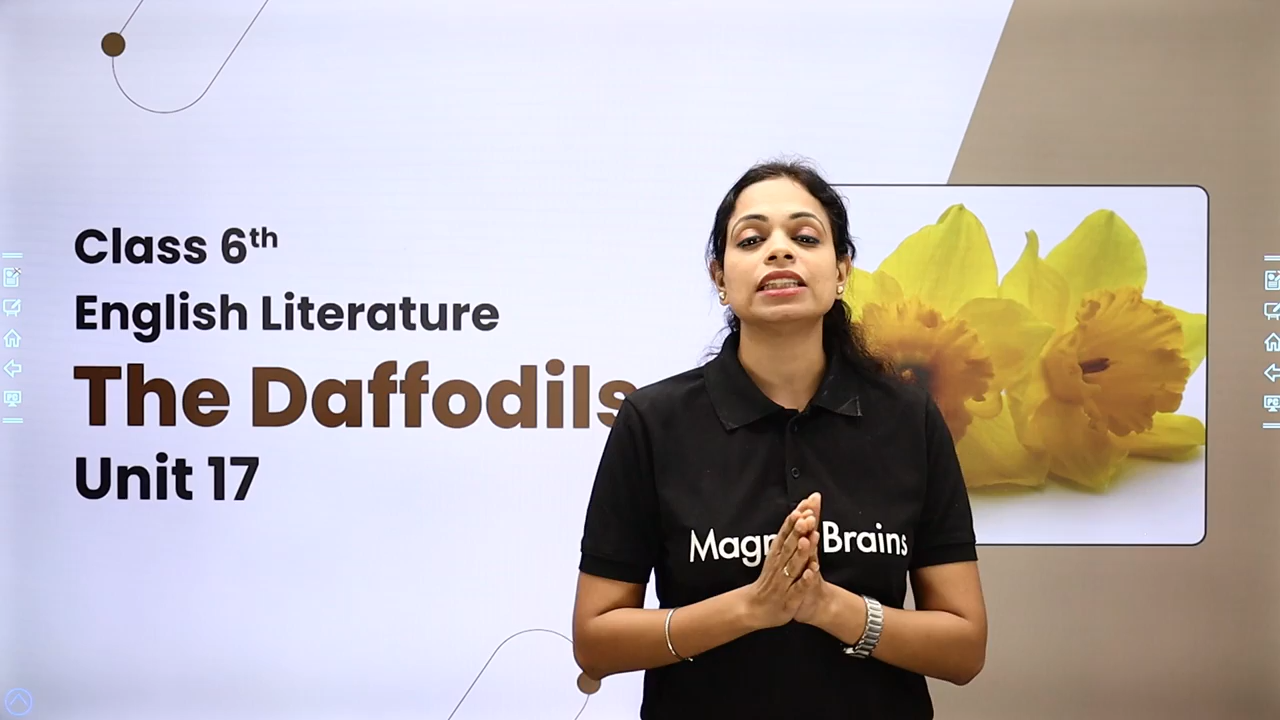 Class 6th
English Literature
The Daffodils
Unit 17
Brains